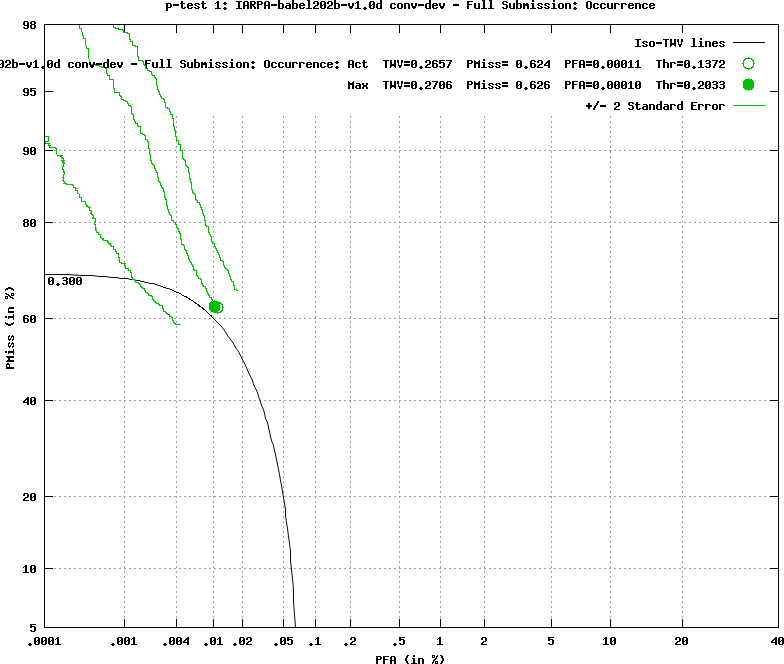 p-test 1: IARPA-babel202b-v1.0d conv-dev - Full Submission: Occurrence
Iso-TWV lines
02b-v1.0d conv-dev - Full Submission: Occurrence: Act TWV=0.2657 PMiss= 0.624 PFA=0.00011 Thr=0.1372
Max TWV=0.2706 PMiss= 0.626 PFA=0.00010 Thr=0.2033
+/- 2 Standard Error
98
95
90
80
60
40
20
10
5
0.300
PMiss (in %)
.0001 .001 .004 .01 .02 .05 .1 .2 .5 1 2 5 10 20 40
PFA (in %)